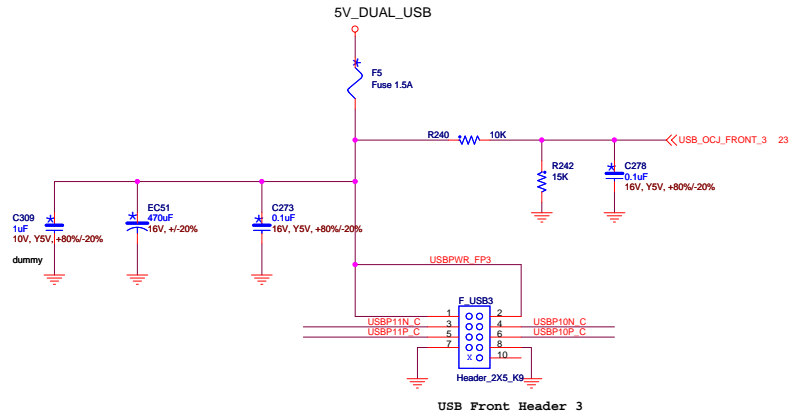 5V_DUAL_USB
F5
Fuse 1.5A
R240
10K
USB_OCJ_FRONT_3 23
R242
15K
C278
0.1uF
16V, Y5V, +80%/-20%
C309
1uF
10V, Y5V, +80%/-20%
dummy
EC51
470uF
16V, +/-20%
C273
0.1uF
16V, Y5V, +80%/-20%
USBPWR_FP3
F_USB3
1
2
USBP11N_C
3
4
USBP10N_C
USBP11P_C
5
6
USBP10P_C
7
8
X
10
Header_2X5_K9
USB Front Header 3